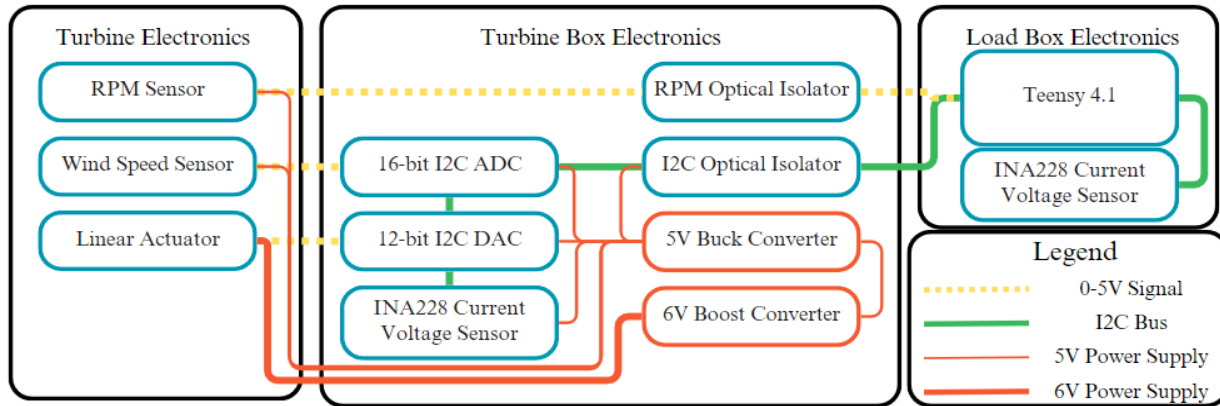 Turbine Electronics
RPM Sensor
Wind Speed Sensor
Linear Actuator
Turbine Box Electronics
RPM Optical Isolator
16-bit I2C ADC
I2C Optical Isolator
12-bit I2C DAC
5V Buck Converter
INA228 Current
Voltage Sensor
6V Boost Converter
Load Box Electronics
Teensy 4.1
INA228 Current
Voltage Sensor
Legend
0-5V Signal
I2C Bus
5V Power Supply
6V Power Supply